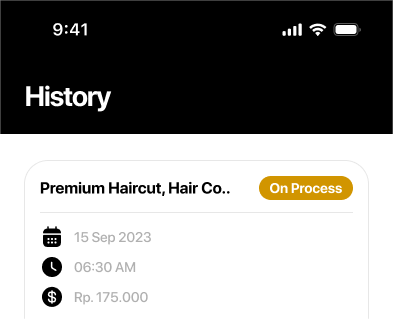 9:41
History
Premium Haircut, Hair Co..
On Process
15 Sep 2023
06:30 AM
Rp. 175.000